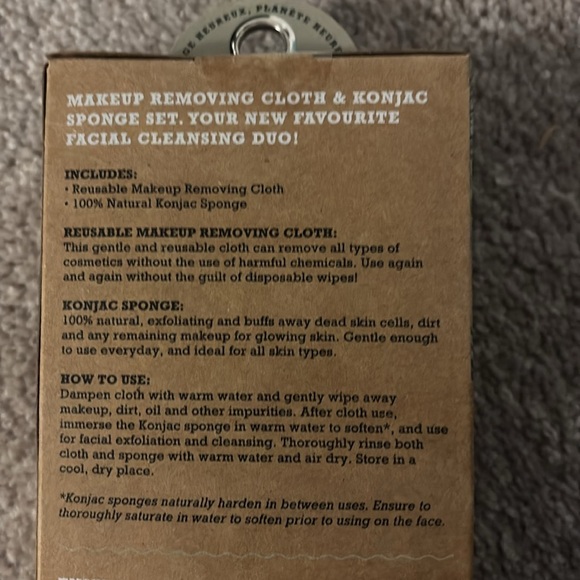 HEUREUX, PLANÈTE HEURE
MAKEUP REMOVING CLOTH & KONJAC
SPONGE SET. YOUR NEW FAVOURITE
FACIAL CLEANSING DUO!
INCLUDES:
• Reusable Makeup Removing Cloth
• 100% Natural Konjac Sponge
REUSABLE MAKEUP REMOVING CLOTH:
This gentle and reusable cloth can remove all types of
cosmetics without the use of harmful chemicals. Use again
and again without the guilt of disposable wipes!
KONJAC SPONGE:
100% natural, exfoliating and buffs away dead skin cells, dirt
and any remaining makeup for glowing skin. Gentle enough
to use everyday, and ideal for all skin types.
HOW TO USE:
Dampen cloth with warm water and gently wipe away
makeup, dirt, oil and other impurities. After cloth use,
immerse the Konjac sponge in warm water to soften*, and use
for facial exfoliation and cleansing. Thoroughly rinse both
cloth and sponge with warm water and air dry. Store in a
cool, dry place.
*Konjac sponges naturally harden in between uses. Ensure to
thoroughly saturate in water to soften prior to using on the face.